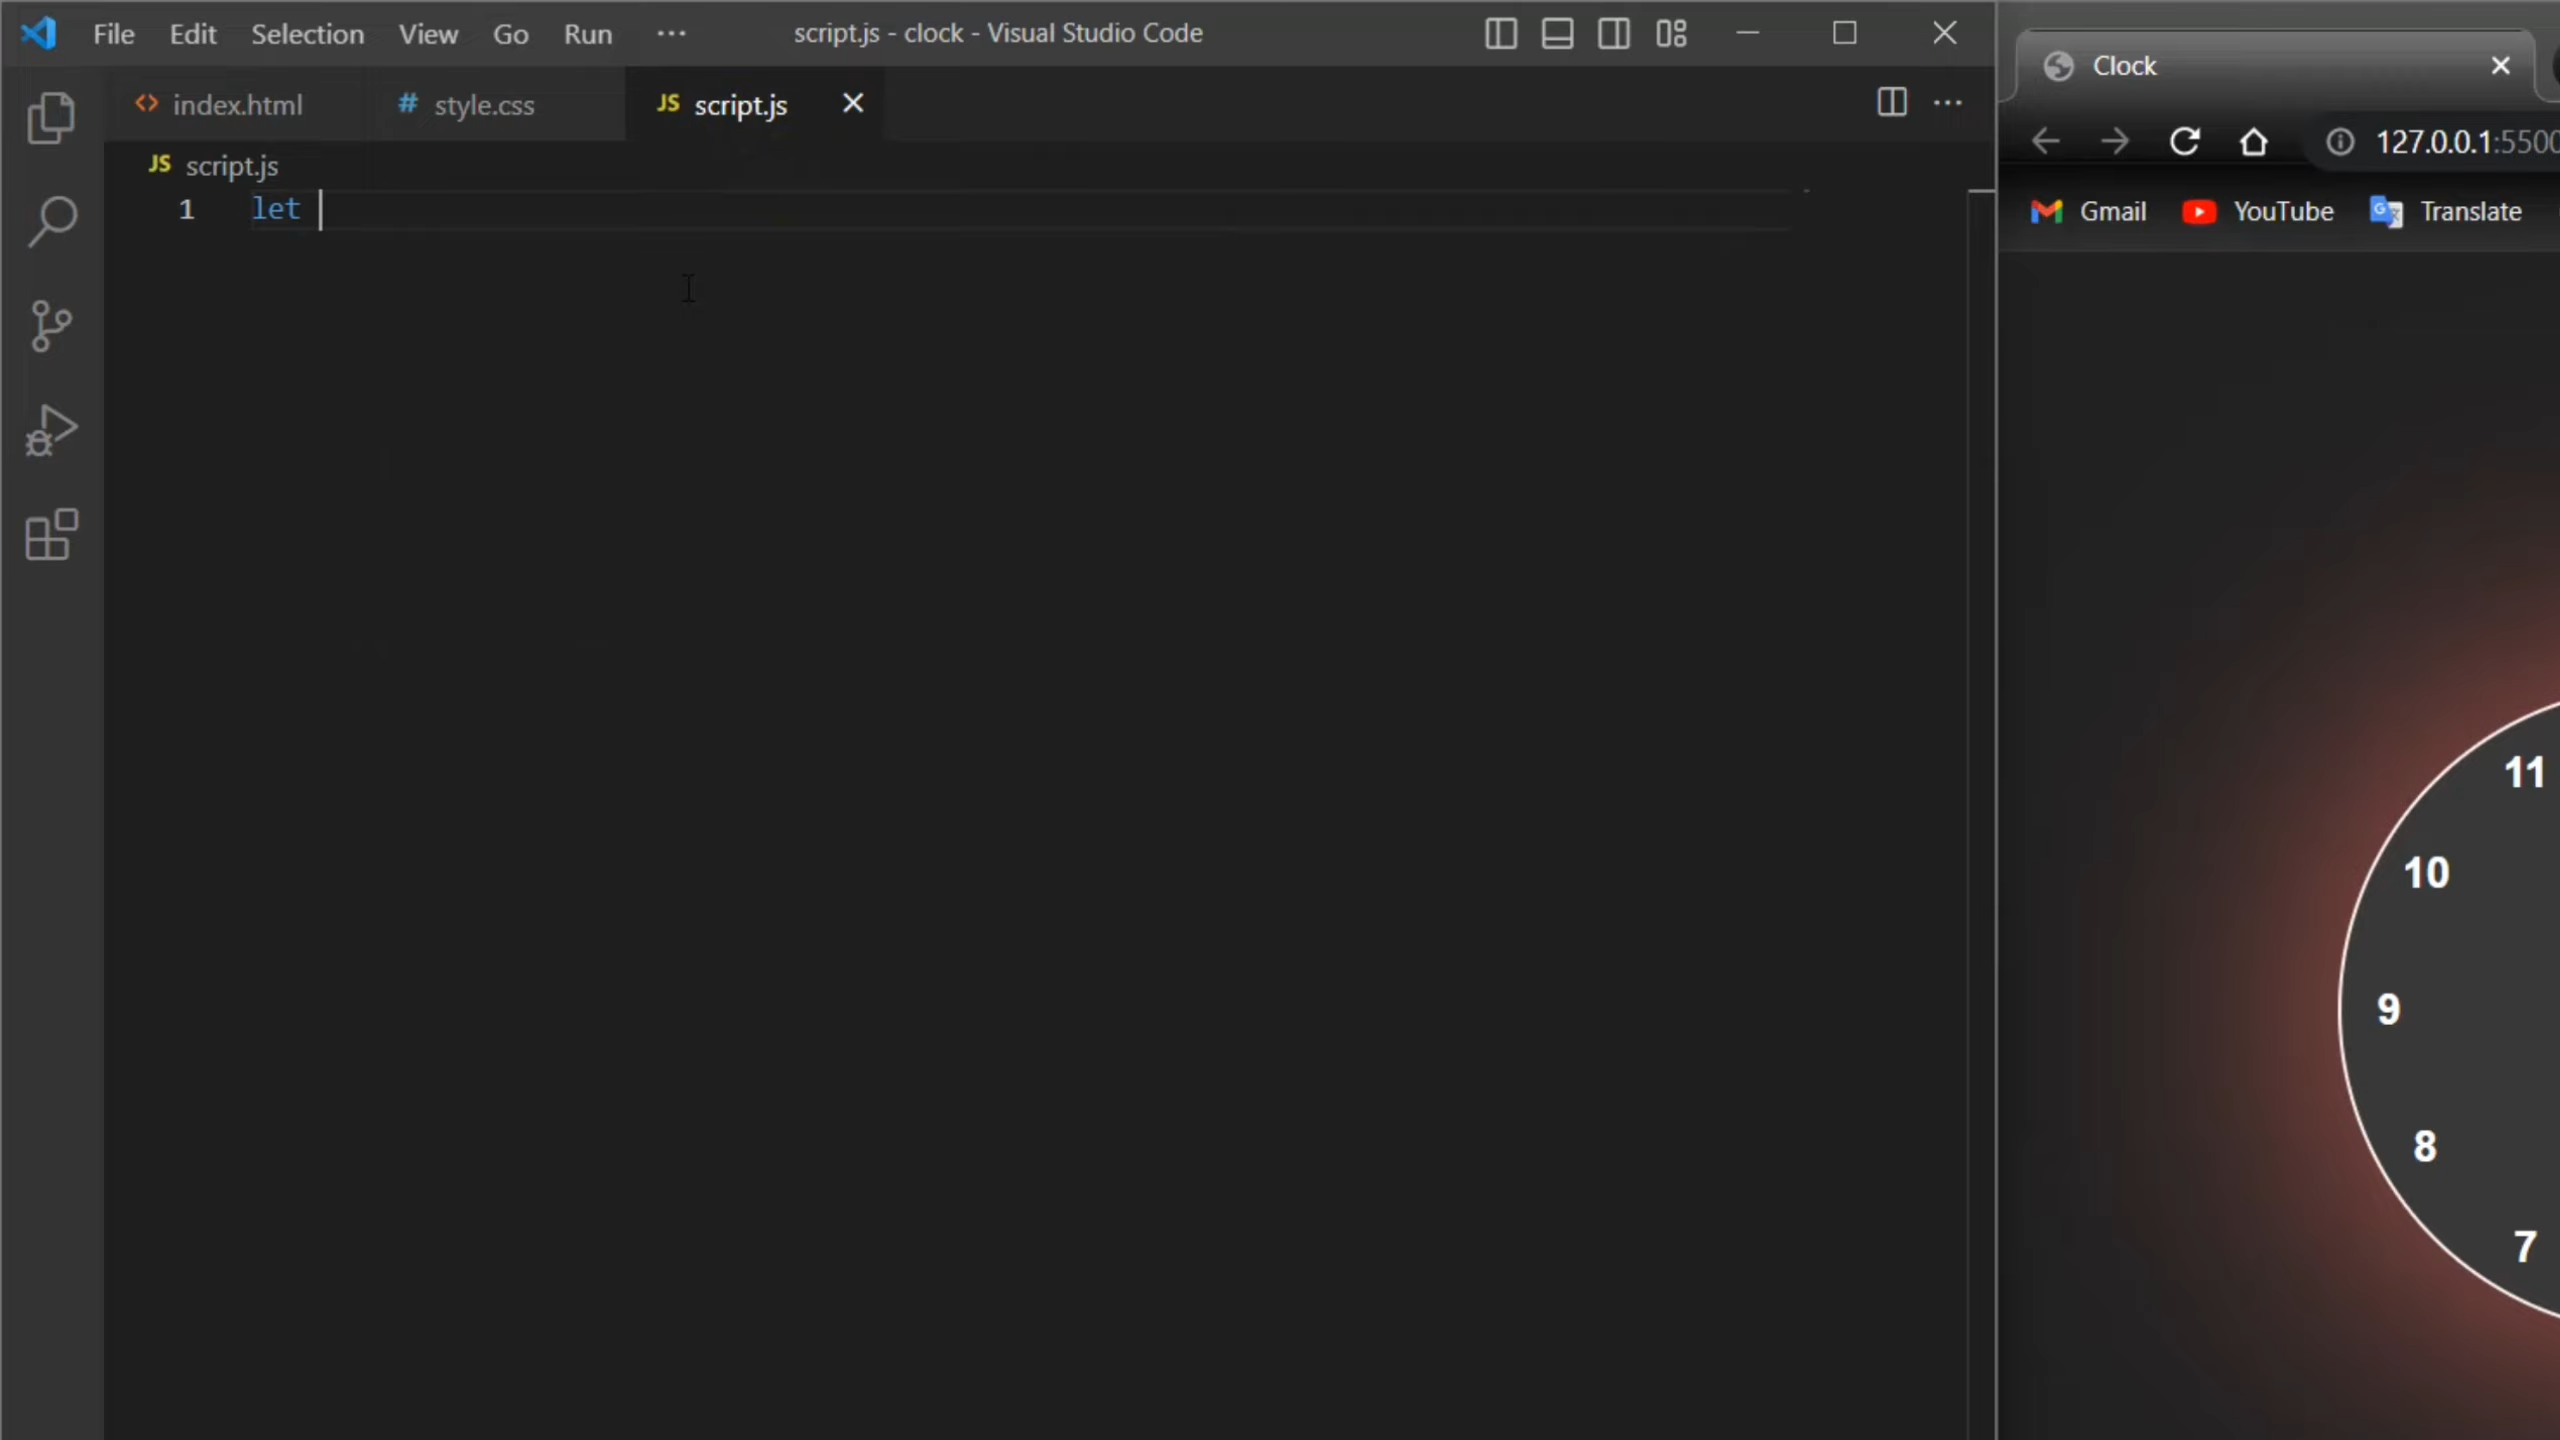 File Edit Selection View Go Run ··· script.js - clock - Visual Studio Code
index.html # style.css JS script.js
JS script.js
1 let
Clock
127.0.0.1:5500
Gmail YouTube Translate
11
10
9
8
7